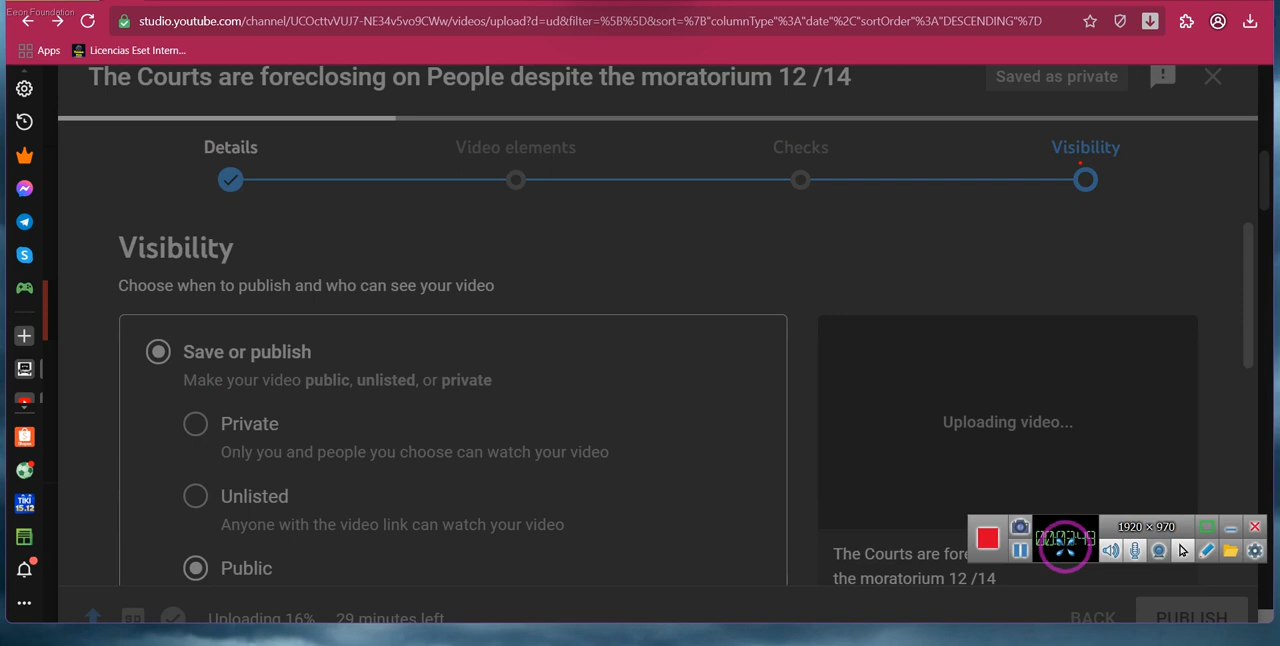 Eeon Foundation
studio.youtube.com/channel/UCOcttvVUJ7-NE34v5vo9CWw/videos/upload?d=ud&filter=%5B%5D&sort=%7B"columnType"%3A"date"%2C"sortOrder"%3A"DESCENDING"%7D
Apps
Licencias Eset Intern...
The Courts are foreclosing on People despite the moratorium 12 /14
Saved as private
Details
Video elements
Checks
Visibility
Visibility
Choose when to publish and who can see your video
Save or publish
Make your video public, unlisted, or private
Private
Only you and people you choose can watch your video
Unlisted
Anyone with the video link can watch your video
Public
Uploading video...
1920 × 970
The Courts are fore
the moratorium 12 /14
TIKI
15.12
SD
Uploading 16%
29 minutes left
BACK
PUBLISH